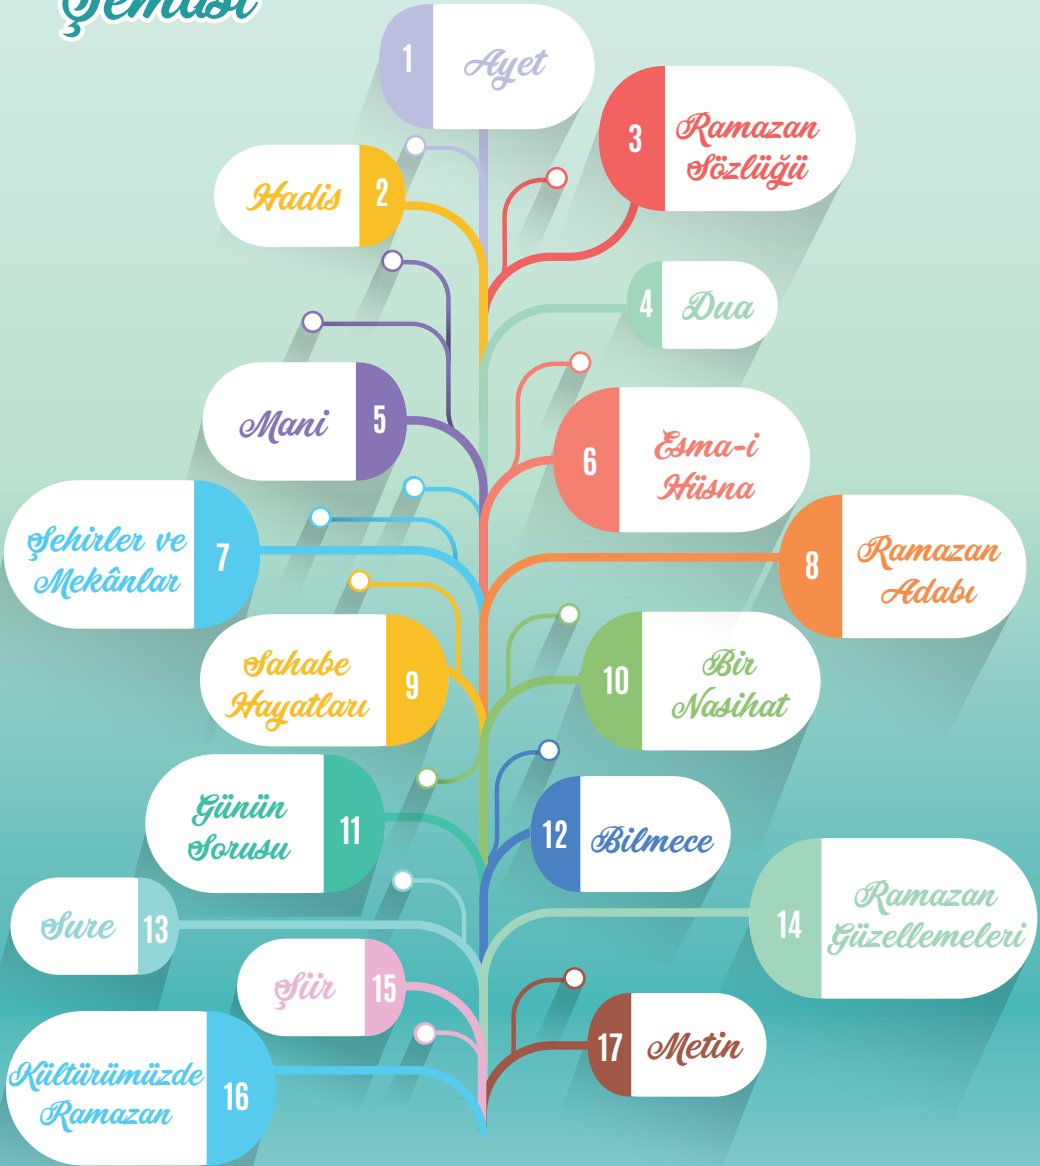 Şeması
1
Ayet
2
Hadis
3
Ramazan
Sözlüğü
4
Dua
5
Mani
6
Esma-i
Hüsna
7
Şehirler ve
Mekânlar
8
Ramazan
Adabı
9
Sahabe
Hayatları
10
Bir
Nasihat
11
Günün
Sorusu
12
Bilmece
13
Sure
14
Ramazan
Güzellemeleri
15
Şiir
16
Kültürümüzde
Ramazan
17
Metin